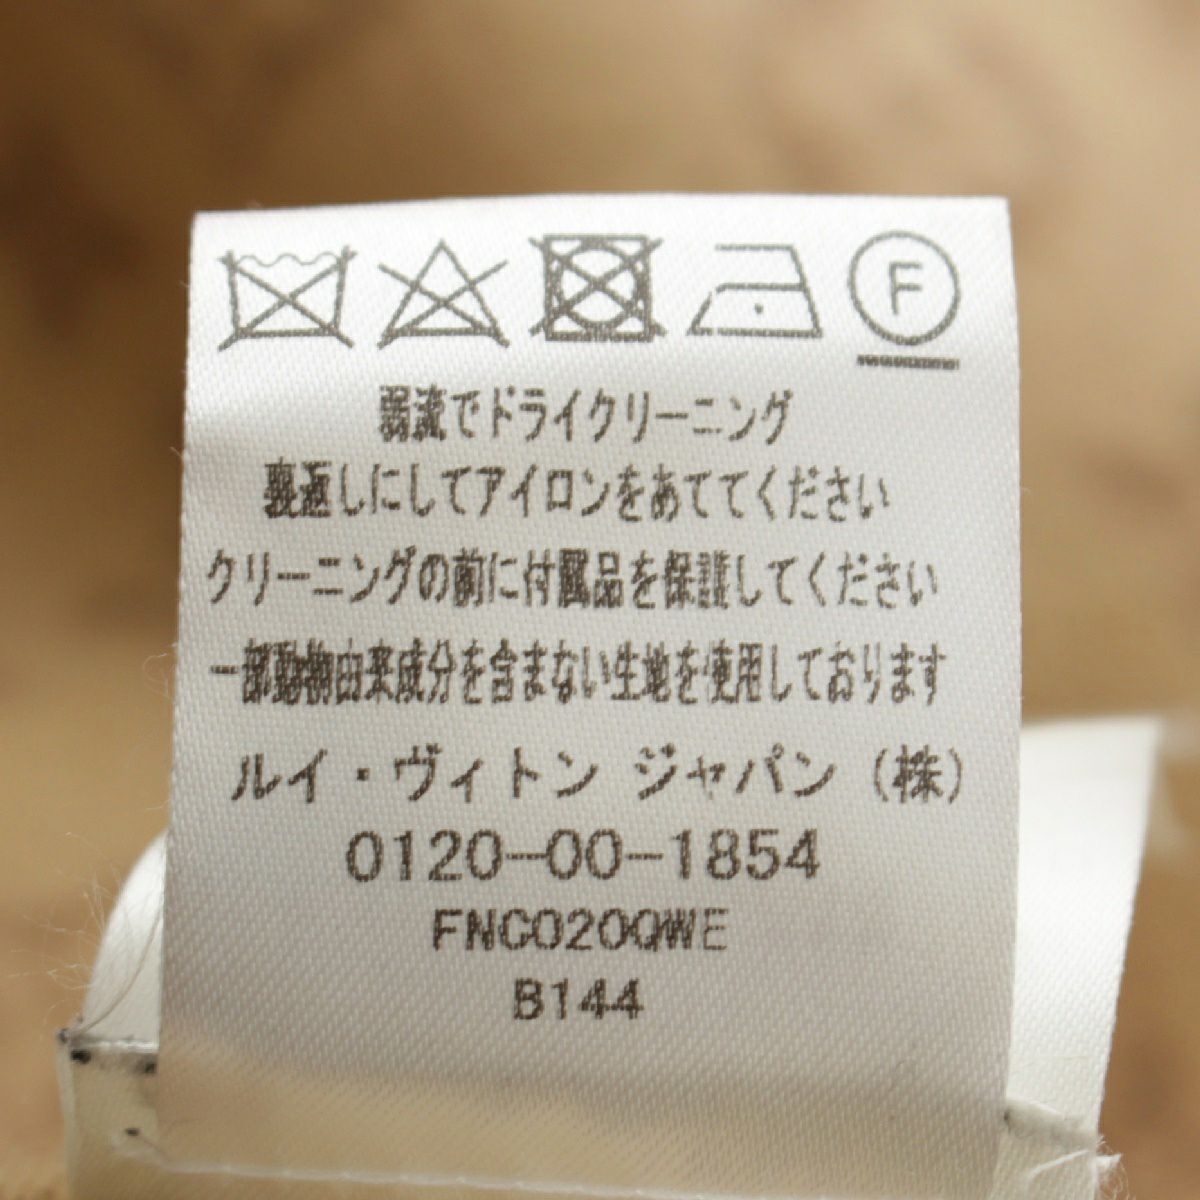 F
弱流でドライクリーニング
裏返しにしてアイロンをあててください
クリーニングの前に付属品を保護してください
一部動物由来成分を含まない生地を使用しております
ルイ・ヴィトン ジャパン (株)
0120-00-1854
FNCO20QWE
B144